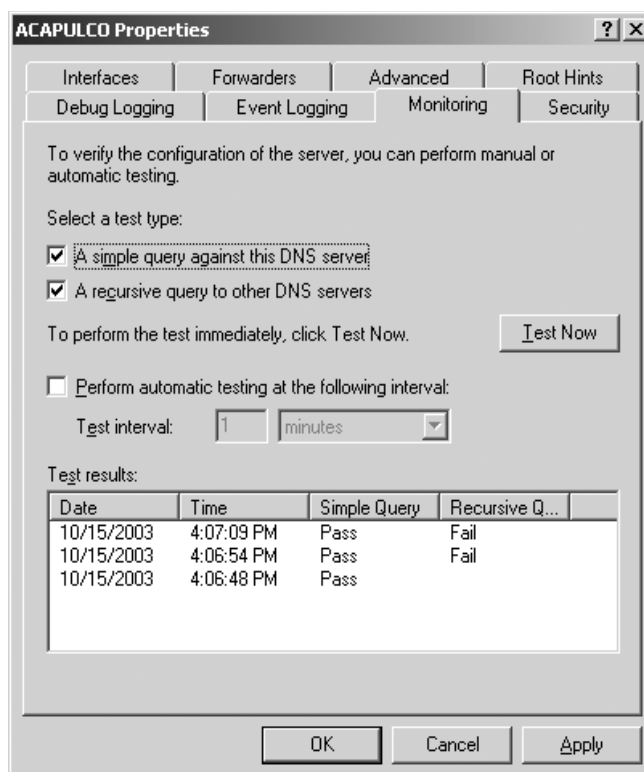 ACAPULCO Properties
Interfaces Forwarders Advanced Root Hints
Debug Logging Event Logging Monitoring Security
To verify the configuration of the server, you can perform manual or
automatic testing.
Select a test type:
A simple query against this DNS server
A recursive query to other DNS servers
To perform the test immediately, click Test Now. Test Now
Perform automatic testing at the following interval:
Test interval: 1 minutes
Test results:
Date Time Simple Query Recursive Q...
10/15/2003 4:07:09 PM Pass Fail
10/15/2003 4:06:54 PM Pass Fail
10/15/2003 4:06:48 PM Pass
OK Cancel Apply